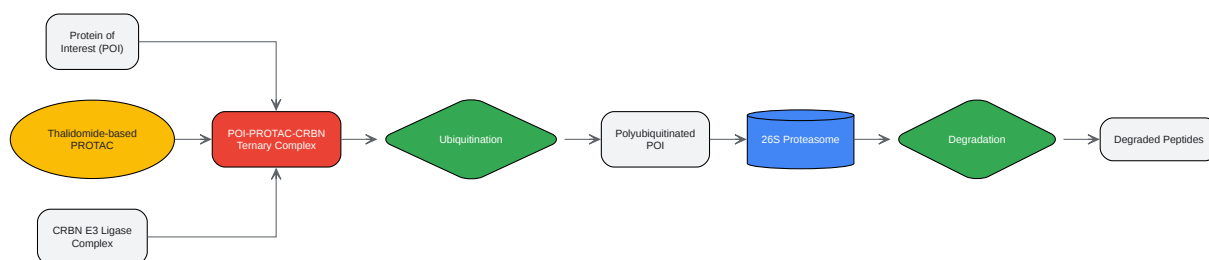 Protein of
Interest (POI)
Thalidomide-based
PROTAC
POI-PROTAC-CRBN
Ternary Complex
Ubiquitination
Polyubiquitinated
POI
26S Proteasome
Degradation
Degraded Peptides
CRBN E3 Ligase
Complex